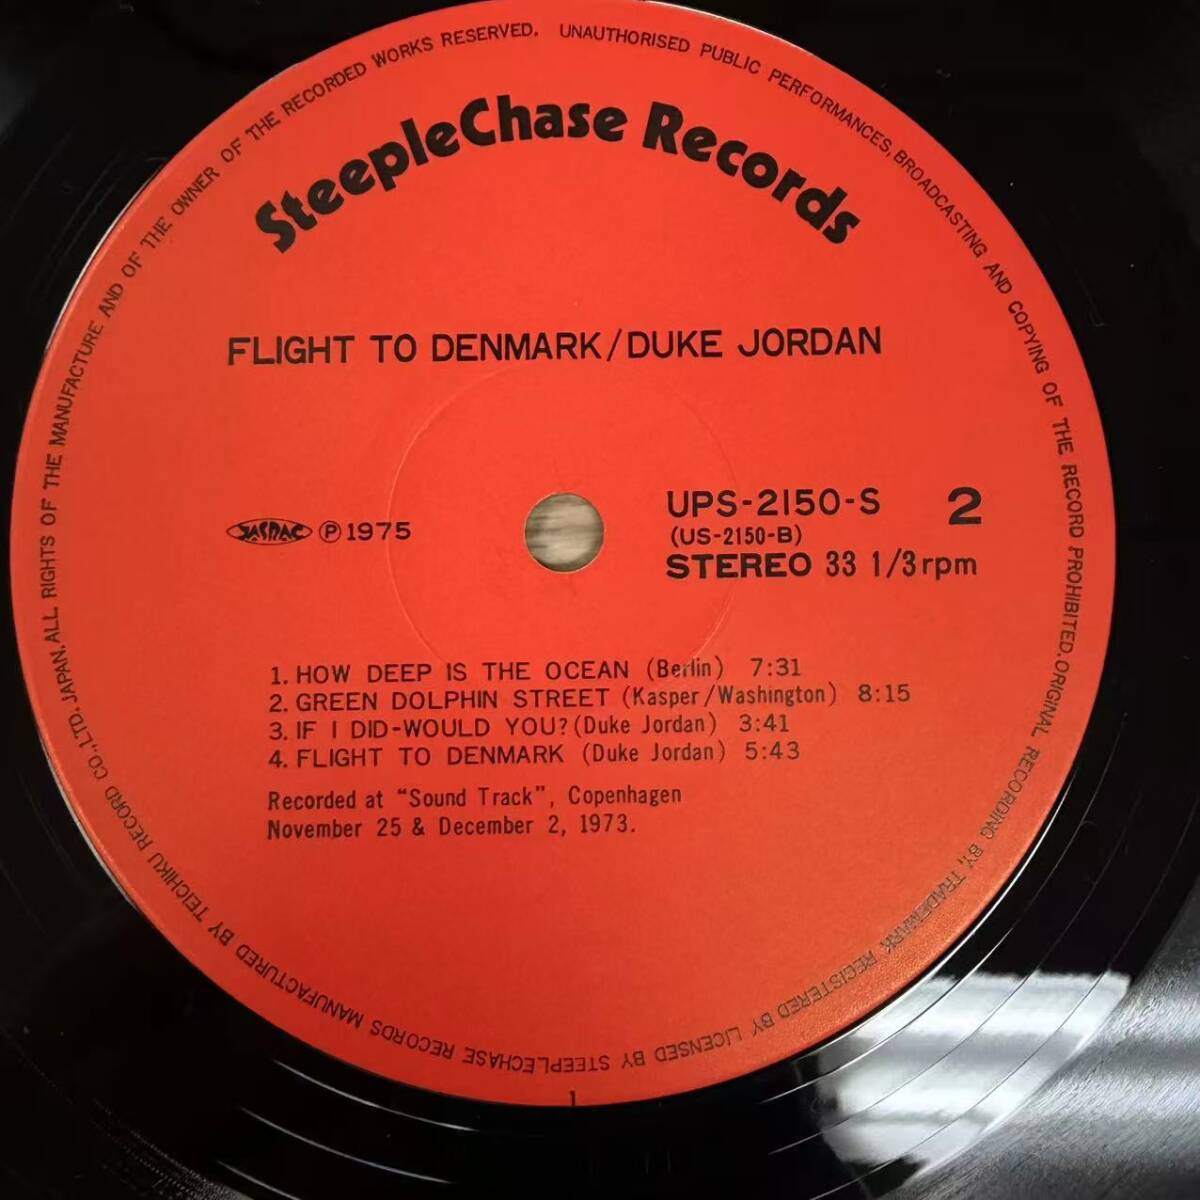 SteepleChase Records
FLIGHT TO DENMARK/DUKE JORDAN
JASRAC Ⓟ 1975
UPS-2150-S 2
(US-2150-B)
STEREO 33 1/3 rpm
1. HOW DEEP IS THE OCEAN (Berlin) 7:31
2. GREEN DOLPHIN STREET (Kasper/Washington) 8:15
3. IF I DID-WOULD YOU? (Duke Jordan) 3:41
4. FLIGHT TO DENMARK (Duke Jordan) 5:43
Recorded at "Sound Track", Copenhagen
November 25 & December 2, 1973.
ORIGINAL RECORDING BY, TRADEMARK REGISTERED BY LICENSED BY STEEPLECHASE RECORDS MANUFACTURED BY TEICHIKU RECORD CO., LTD. JAPAN. ALL RIGHTS OF THE MANUFACTURE AND OF THE OWNER OF THE RECORDED WORKS RESERVED. UNAUTHORISED PUBLIC PERFORMANCES, BROADCASTING AND COPYING OF THE RECORD PROHIBITED.
1